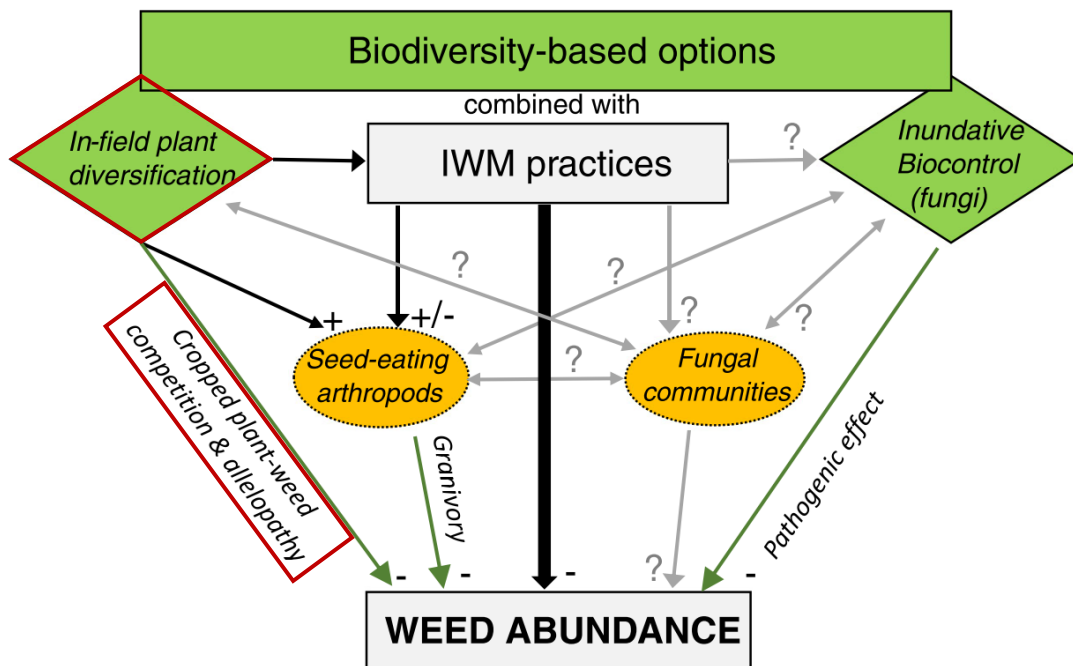 Biodiversity-based options
combined with
In-field plant
diversification
IWM practices
?
Inundative
Biocontrol
(fungi)
?
?
?
?
+
+/-
?
Seed-eating
arthropods
Fungal
communities
Cropped plant-weed
competition & allelopathy
Granivory
Pathogenic effect
-
-
-
?
-
WEED ABUNDANCE